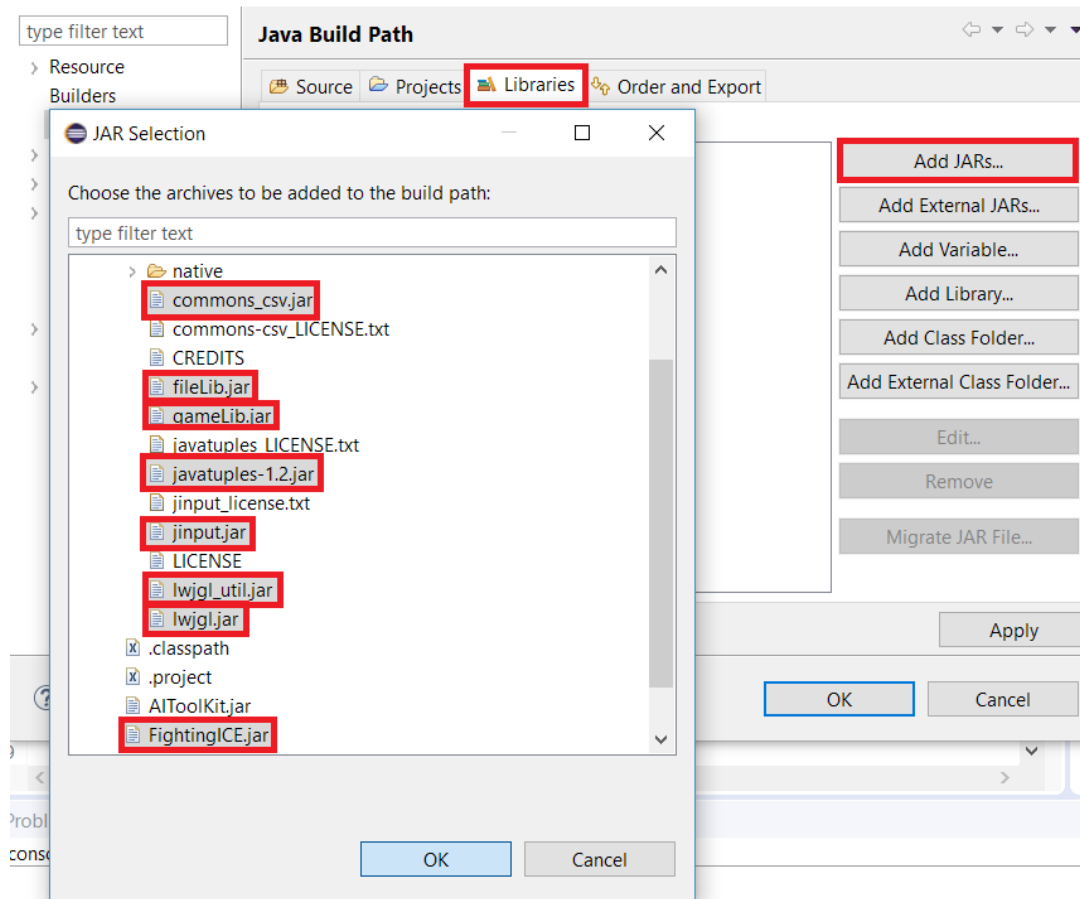 type filter text
Java Build Path
Resource
Builders
Source
Projects
Libraries
Order and Export
JAR Selection
Choose the archives to be added to the build path:
type filter text
native
commons_csv.jar
commons-csv_LICENSE.txt
CREDITS
fileLib.jar
gameLib.jar
javatuples_LICENSE.txt
javatuples-1.2.jar
jinput_license.txt
jinput.jar
LICENSE
lwjgl_util.jar
lwjgl.jar
.classpath
.project
AIToolKit.jar
FightingICE.jar
OK
Cancel
Add JARs...
Add External JARs...
Add Variable...
Add Library...
Add Class Folder...
Add External Class Folder...
Edit...
Remove
Migrate JAR File...
Apply
OK
Cancel
?
Probl
conso